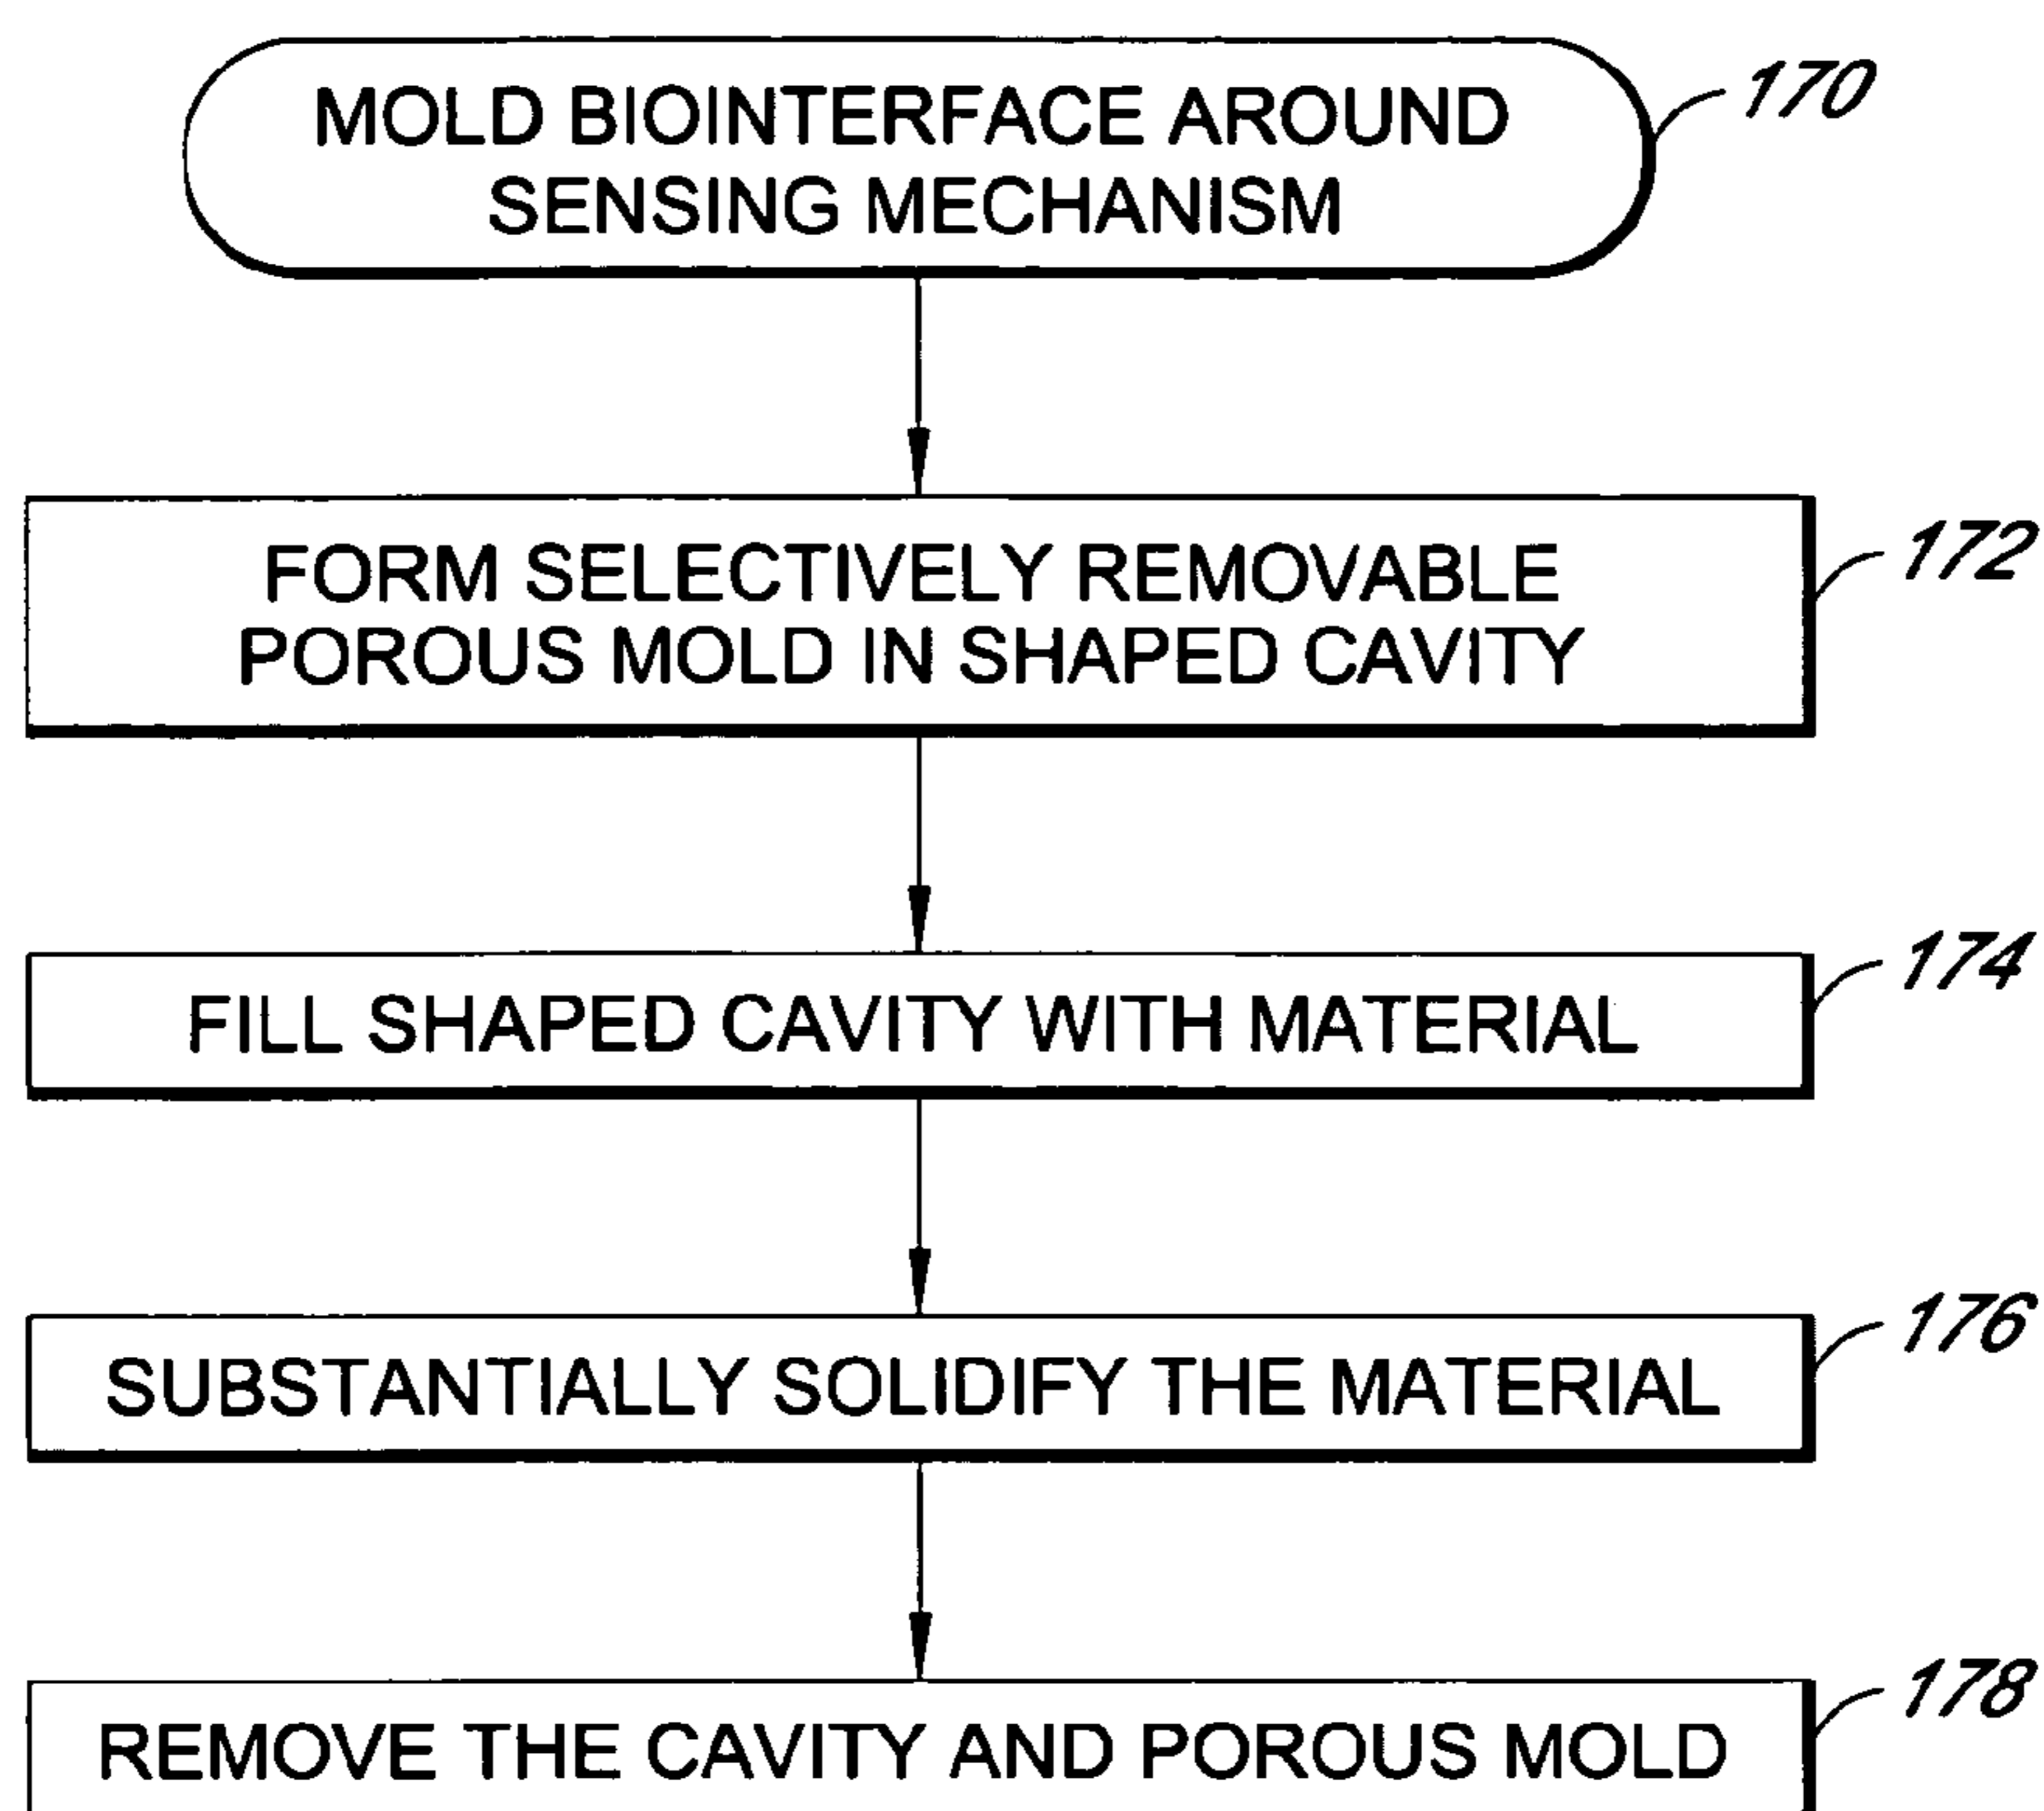 MOLD BIOINTERFACE AROUND
SENSING MECHANISM
170
FORM SELECTIVELY REMOVABLE
POROUS MOLD IN SHAPED CAVITY
172
FILL SHAPED CAVITY WITH MATERIAL
174
SUBSTANTIALLY SOLIDIFY THE MATERIAL
176
REMOVE THE CAVITY AND POROUS MOLD
178